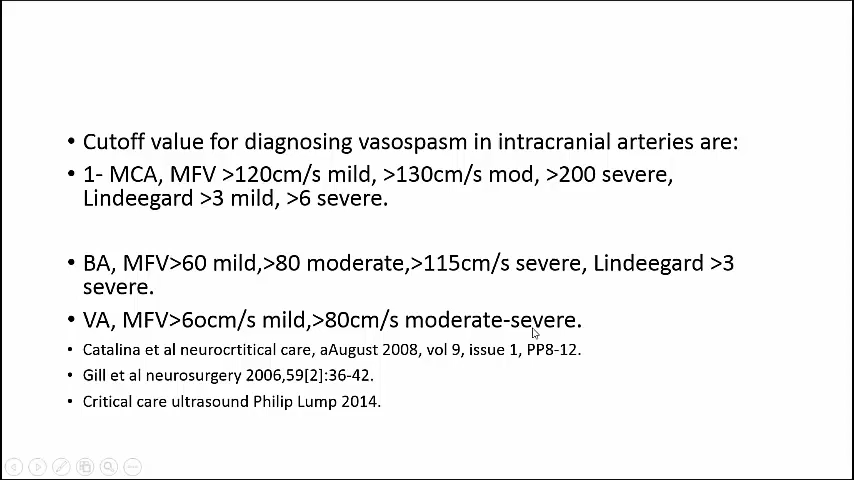 • Cutoff value for diagnosing vasospasm in intracranial arteries are:
• 1- MCA, MFV >120cm/s mild, >130cm/s mod, >200 severe,
Lindeegard >3 mild, >6 severe.
• BA, MFV>60 mild,>80 moderate,>115cm/s severe, Lindeegard >3
severe.
• VA, MFV>6ocm/s mild,>80cm/s moderate-severe.
• Catalina et al neurocrtitical care, aAugust 2008, vol 9, issue 1, PP8-12.
• Gill et al neurosurgery 2006,59[2]:36-42.
• Critical care ultrasound Philip Lump 2014.